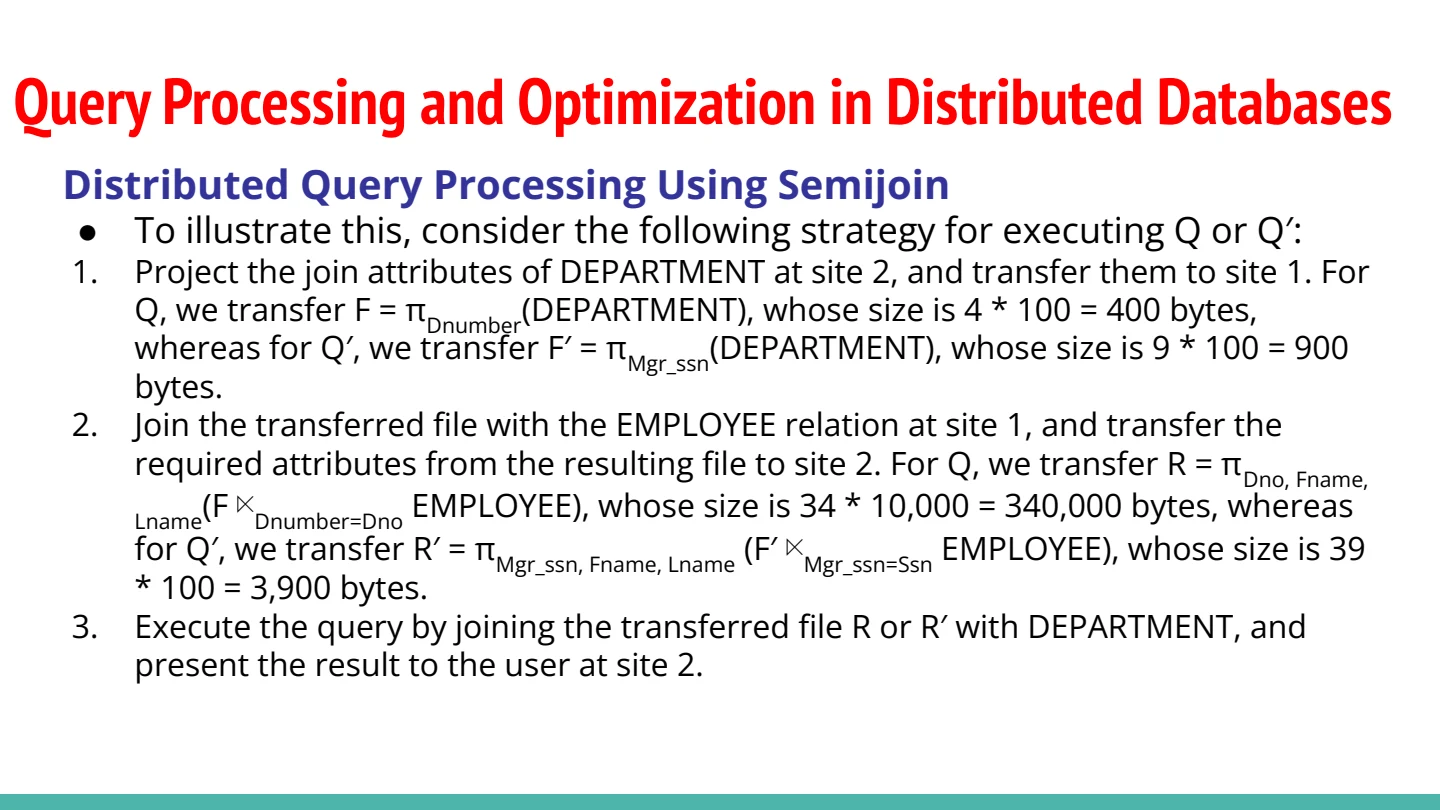 Query Processing and Optimization in Distributed Databases
Distributed Query Processing Using Semijoin
● To illustrate this, consider the following strategy for executing Q or Q′:
1. Project the join attributes of DEPARTMENT at site 2, and transfer them to site 1. For
Q, we transfer F = πDnumber(DEPARTMENT), whose size is 4 * 100 = 400 bytes,
whereas for Q′, we transfer F′ = πMgr_ssn(DEPARTMENT), whose size is 9 * 100 = 900
bytes.
2. Join the transferred file with the EMPLOYEE relation at site 1, and transfer the
required attributes from the resulting file to site 2. For Q, we transfer R = πDno, Fname,
Lname(F ⋉Dnumber=Dno EMPLOYEE), whose size is 34 * 10,000 = 340,000 bytes, whereas
for Q′, we transfer R′ = πMgr_ssn, Fname, Lname (F′ ⋉Mgr_ssn=Ssn EMPLOYEE), whose size is 39
* 100 = 3,900 bytes.
3. Execute the query by joining the transferred file R or R′ with DEPARTMENT, and
present the result to the user at site 2.